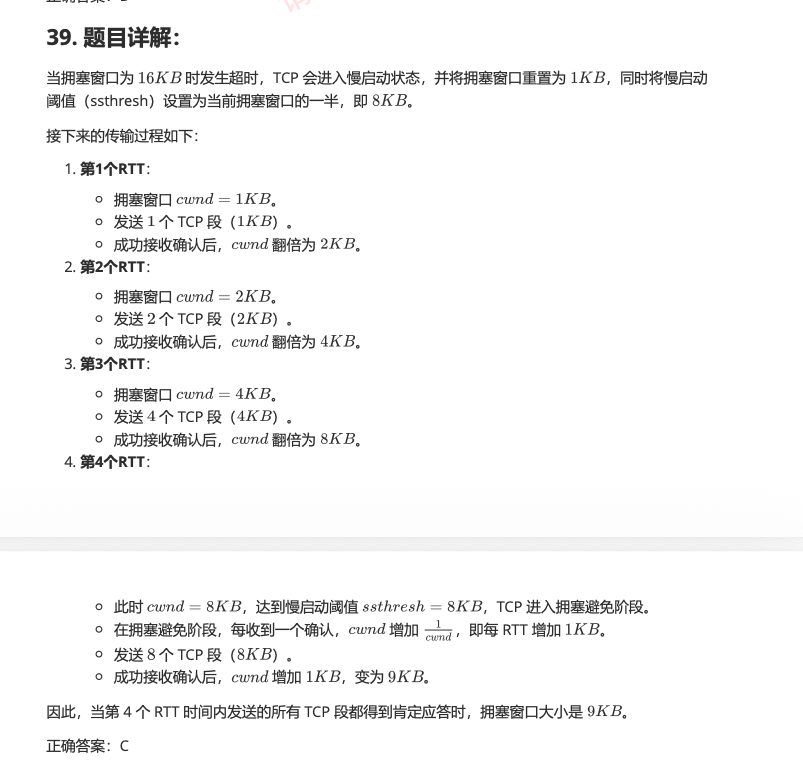 39. 题目详解：
当拥塞窗口为 16KB 时发生超时，TCP 会进入慢启动状态，并将拥塞窗口重置为 1KB，同时将慢启动
阈值（ssthresh）设置为当前拥塞窗口的一半，即 8KB。
接下来的传输过程如下：
1. 第1个RTT：
拥塞窗口 cwnd = 1KB。
发送 1 个 TCP 段（1KB）。
成功接收确认后，cwnd 翻倍为 2KB。
2. 第2个RTT：
拥塞窗口 cwnd = 2KB。
发送 2 个 TCP 段（2KB）。
成功接收确认后，cwnd 翻倍为 4KB。
3. 第3个RTT：
拥塞窗口 cwnd = 4KB。
发送 4 个 TCP 段（4KB）。
成功接收确认后，cwnd 翻倍为 8KB。
4. 第4个RTT：
此时 cwnd = 8KB，达到慢启动阈值 ssthresh = 8KB，TCP 进入拥塞避免阶段。
在拥塞避免阶段，每收到一个确认，cwnd 增加 1/cwnd，即每 RTT 增加 1KB。
发送 8 个 TCP 段（8KB）。
成功接收确认后，cwnd 增加 1KB，变为 9KB。
因此，当第 4 个 RTT 时间内发送的所有 TCP 段都得到肯定应答时，拥塞窗口大小是 9KB。
正确答案：C